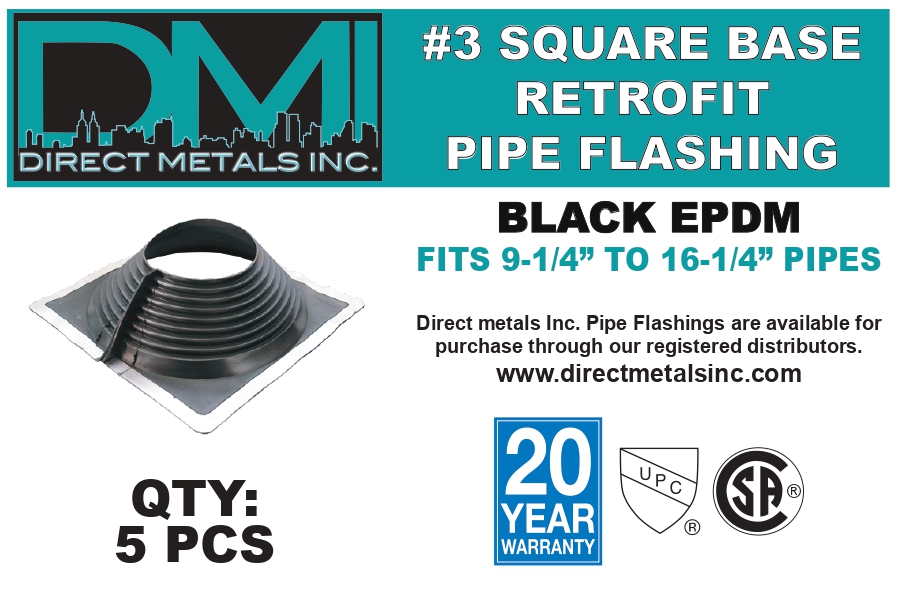 DMI
DIRECT METALS INC.
#3 SQUARE BASE
RETROFIT
PIPE FLASHING
BLACK EPDM
FITS 9-1/4” TO 16-1/4” PIPES
Direct metals Inc. Pipe Flashings are available for
purchase through our registered distributors.
www.directmetalsinc.com
QTY:
5 PCS
20
YEAR
WARRANTY
UPC ®
CSA ®